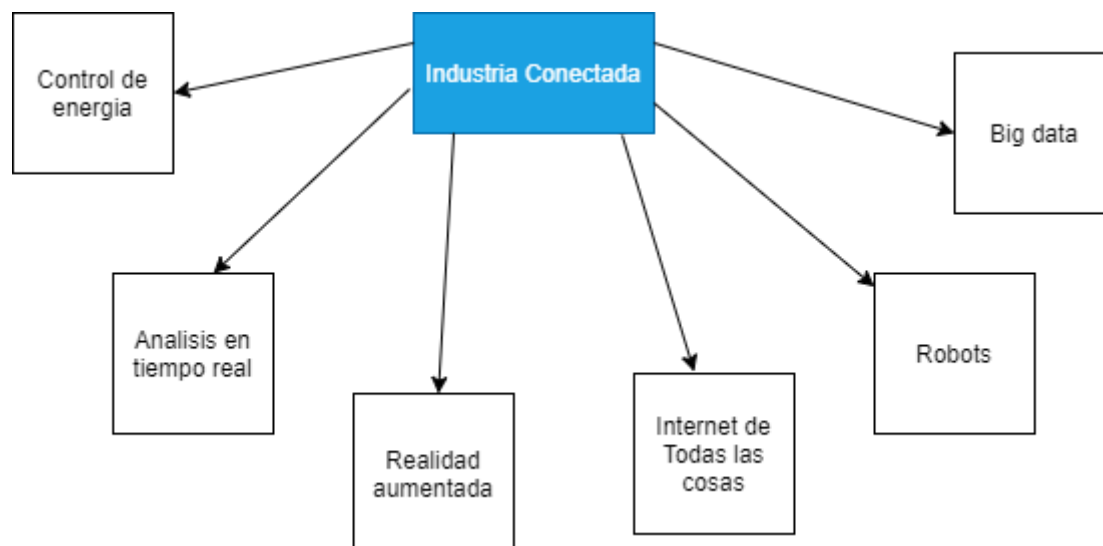 Industria Conectada
Control de
energia
Big data
Analisis en
tiempo real
Robots
Realidad
aumentada
Internet de
Todas las
cosas